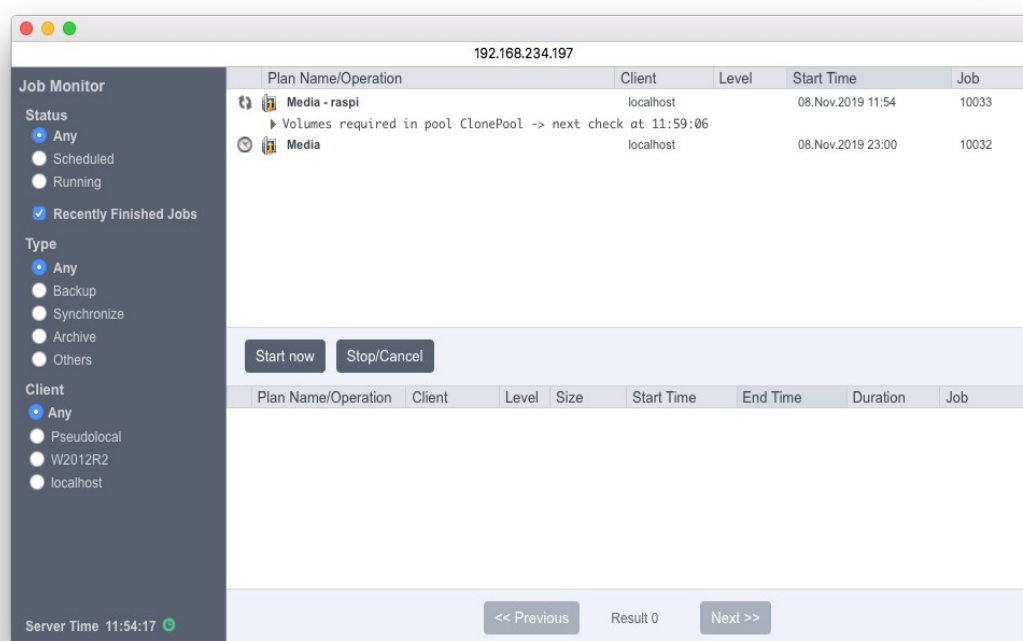 192.168.234.197
Job Monitor
Status
Any
Scheduled
Running
Recently Finished Jobs
Type
Any
Backup
Synchronize
Archive
Others
Client
Any
Pseudolocal
W2012R2
localhost
Server Time 11:54:17
Plan Name/Operation Client Level Start Time Job
Media - raspi localhost 08.Nov.2019 11:54 10033
Volumes required in pool ClonePool -> next check at 11:59:06
Media localhost 08.Nov.2019 23:00 10032
Start now Stop/Cancel
Plan Name/Operation Client Level Size Start Time End Time Duration Job
<< Previous Result 0 Next >>